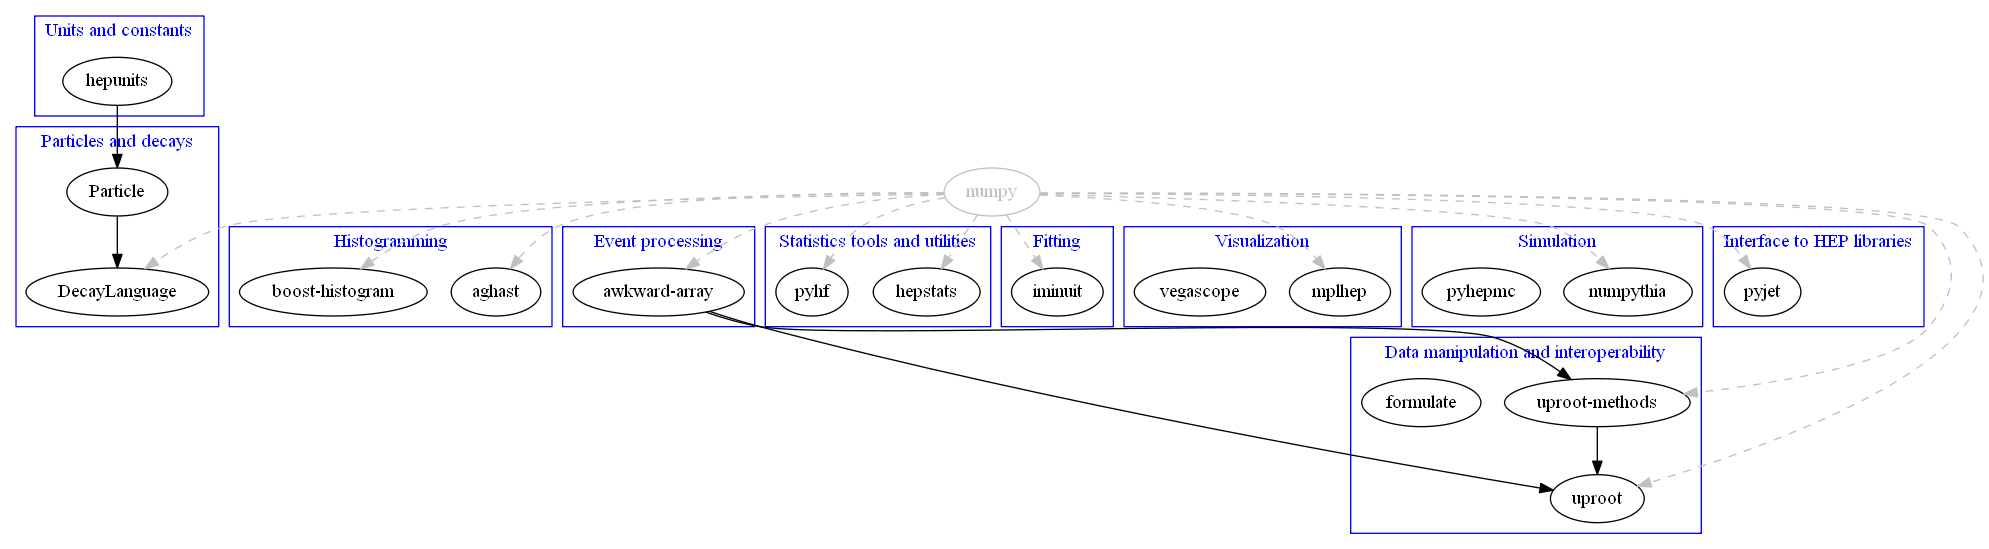 Units and constants
hepunits
Particles and decays
Particle
numpy
DecayLanguage
Histogramming
boost-histogram
aghast
Event processing
awkward-array
Statistics tools and utilities
pyhf
hepstats
Fitting
iminuit
Visualization
vegascope
mplhep
Simulation
pyhepmc
numpythia
Interface to HEP libraries
pyjet
Data manipulation and interoperability
formulate
uproot-methods
uproot